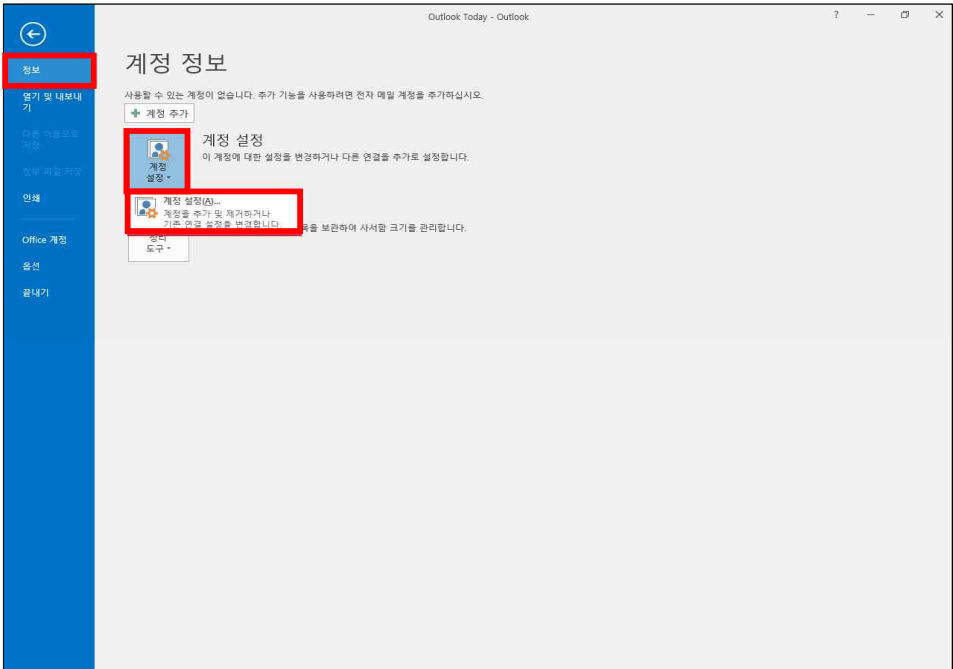 Outlook Today - Outlook
?
정보
열기 및 내보내
기
다른 이름으로
저장
첨부 파일 저장
인쇄
Office 계정
옵션
끝내기
계정 정보
사용할 수 있는 계정이 없습니다. 추가 기능을 사용하려면 전자 메일 계정을 추가하십시오.
계정 추가
계정
설정
계정 설정
이 계정에 대한 설정을 변경하거나 다른 연결을 추가로 설정합니다.
계정 설정(A)...
계정을 추가 및 제거하거나
기존 연결 설정을 변경합니다.
목을 보관하여 사서함 크기를 관리합니다.
정리
도구